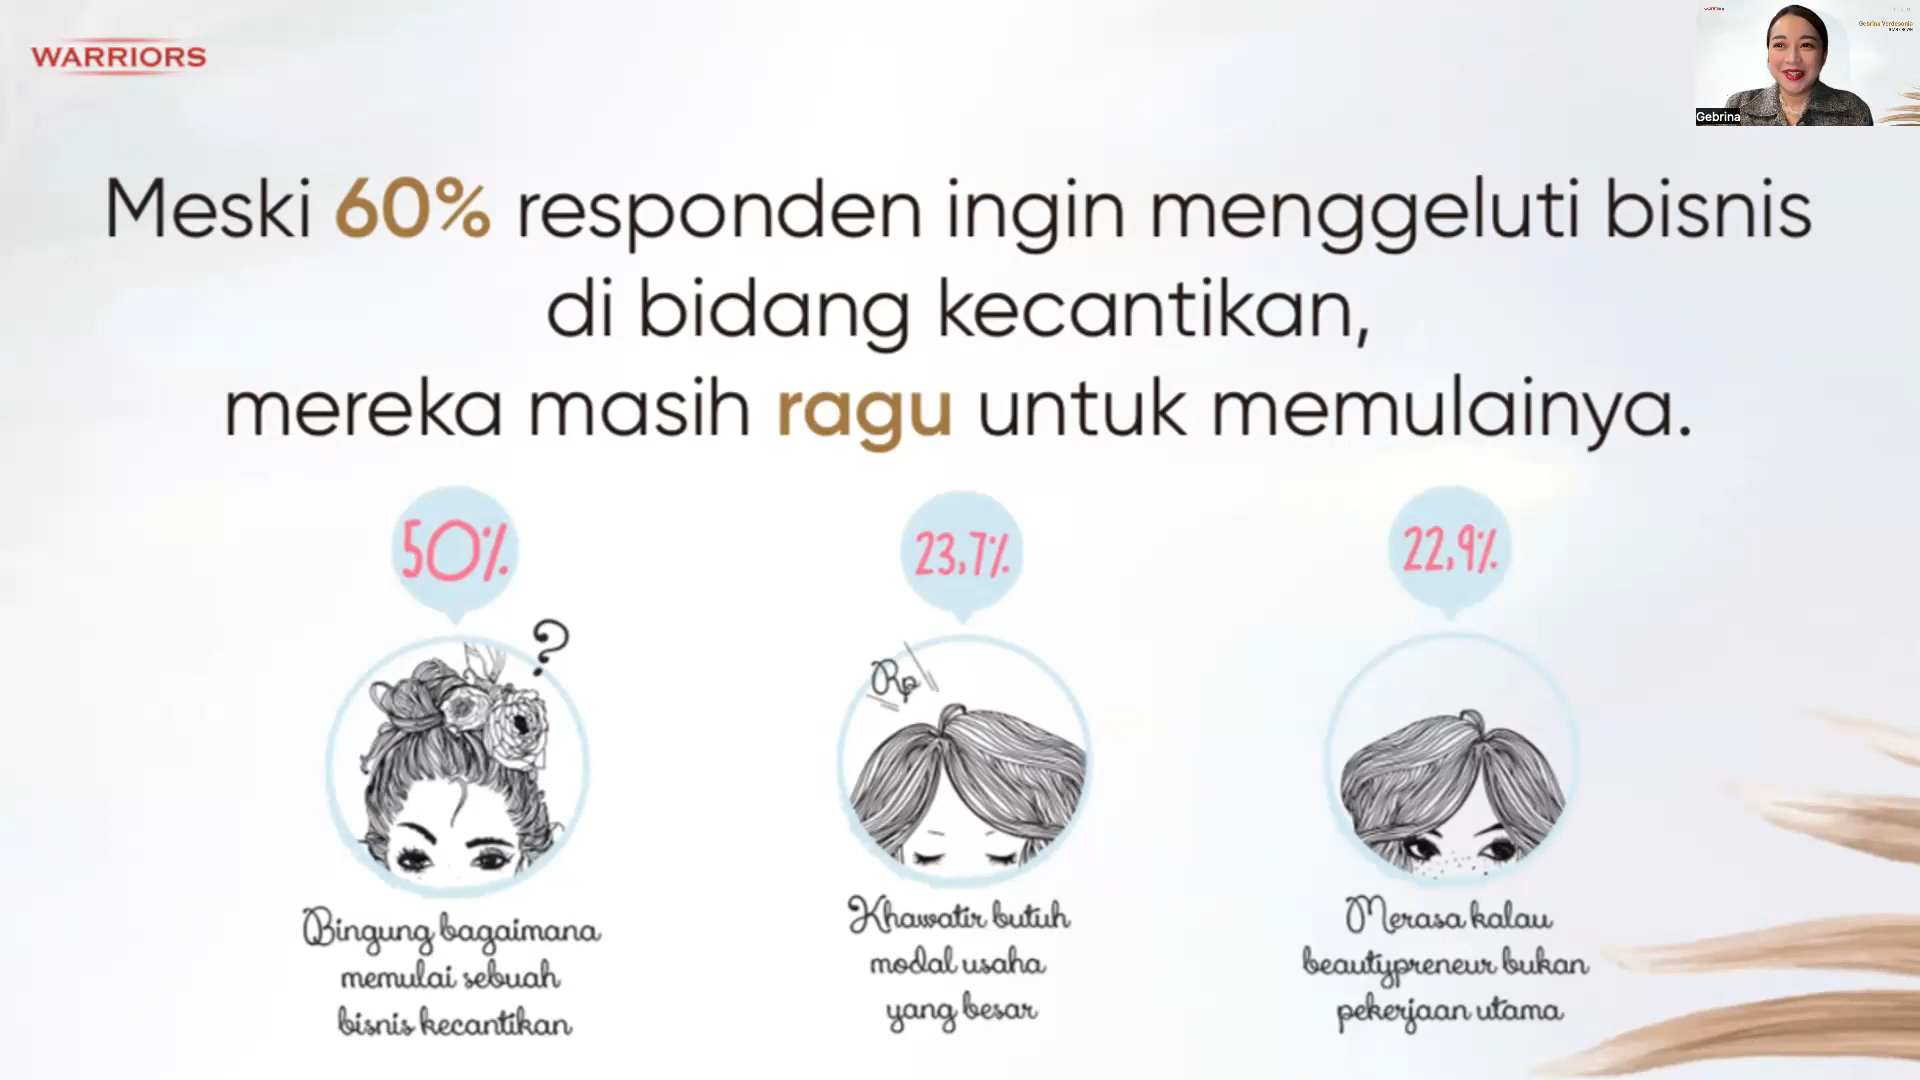 WARRIORS
Gebrina Verdesonia
Gebrina
Meski 60% responden ingin menggeluti bisnis
di bidang kecantikan,
mereka masih ragu untuk memulainya.
50%
23,7%
22,9%
?
Rp
Bingung bagaimana
memulai sebuah
bisnis kecantikan
Khawatir butuh
modal usaha
yang besar
Merasa kalau
beautypreneur bukan
pekerjaan utama